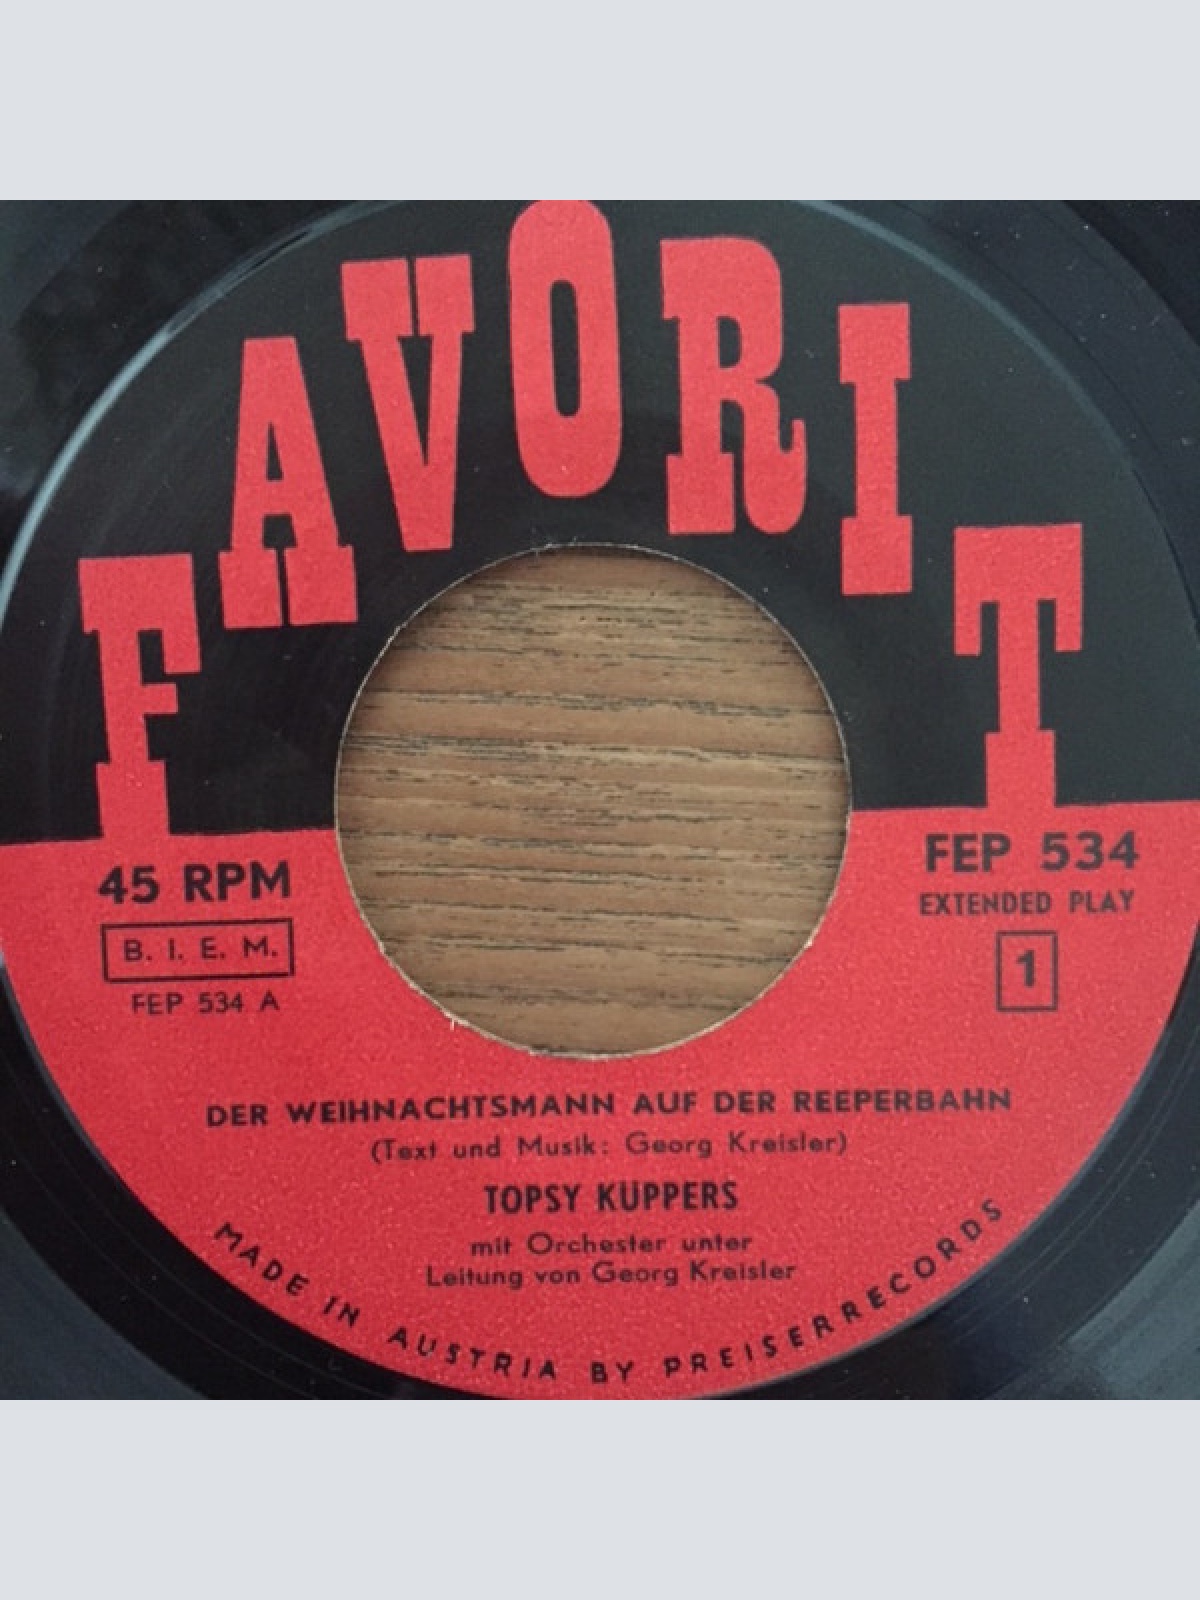 FAVORIT
45 RPM
B. I. E. M.
FEP 534 A
FEP 534
EXTENDED PLAY
1
DER WEIHNACHTSMANN AUF DER REEPERBAHN
(Text und Musik: Georg Kreisler)
TOPSY KÜPPERS
mit Orchester unter
Leitung von Georg Kreisler
MADE IN AUSTRIA BY PREISERRECORDS